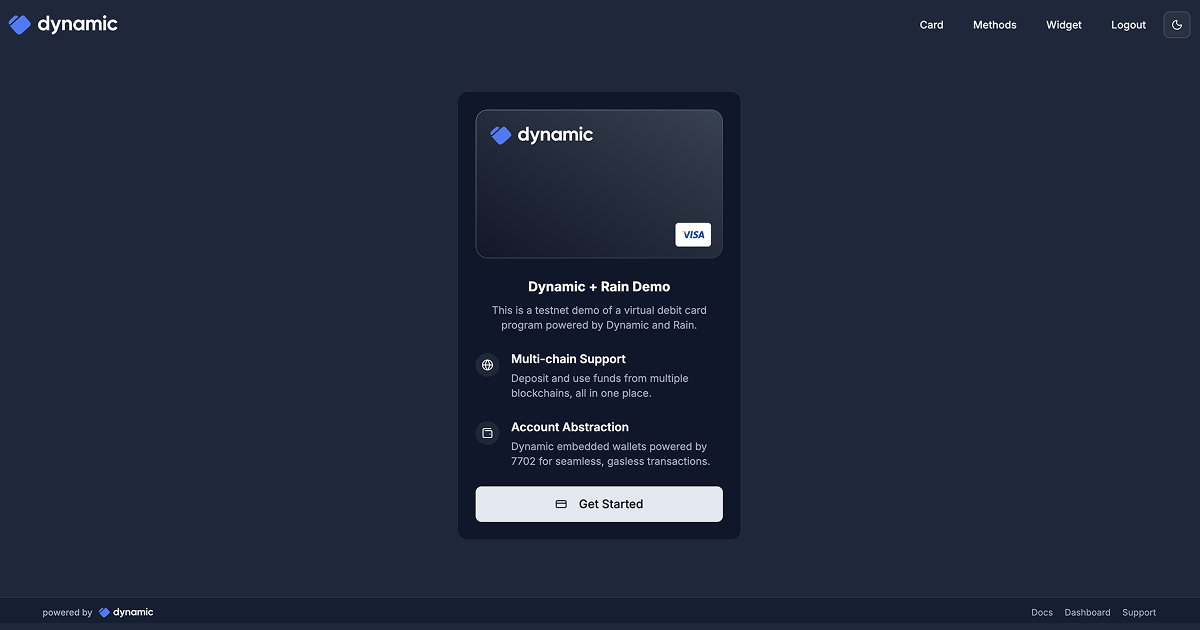 dynamic
Card Methods Widget Logout
dynamic
VISA
Dynamic + Rain Demo
This is a testnet demo of a virtual debit card
program powered by Dynamic and Rain.
Multi-chain Support
Deposit and use funds from multiple
blockchains, all in one place.
Account Abstraction
Dynamic embedded wallets powered by
7702 for seamless, gasless transactions.
Get Started
powered by dynamic
Docs Dashboard Support